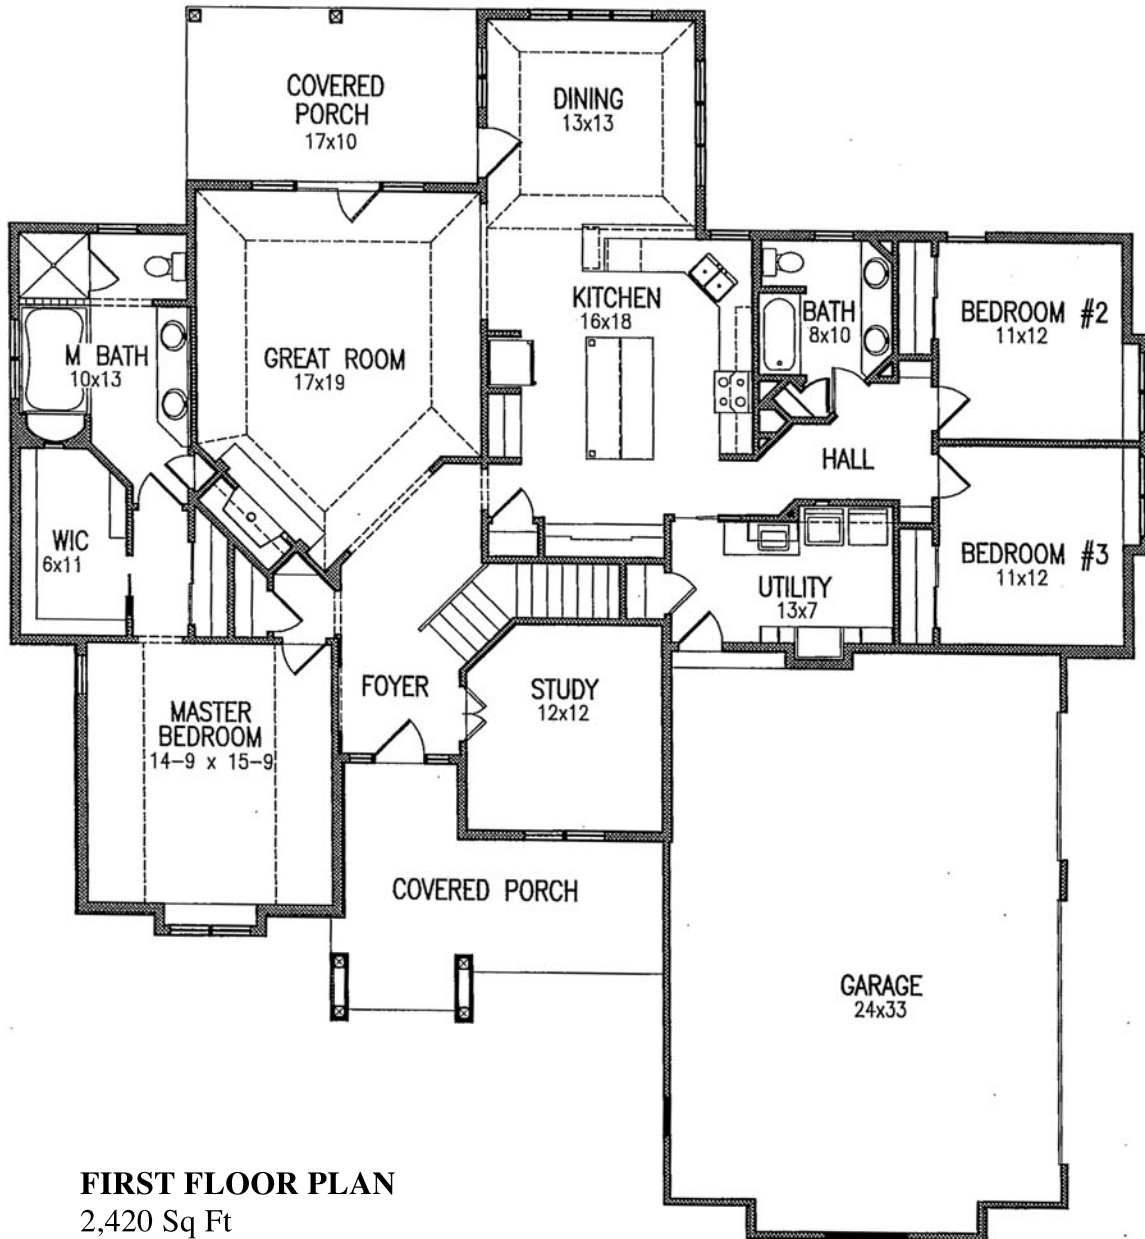 COVERED
PORCH
17x10
DINING
13x13
M BATH
10x13
GREAT ROOM
17x19
KITCHEN
16x18
BATH
8x10
BEDROOM #2
11x12
HALL
WIC
6x11
UTILITY
13x7
BEDROOM #3
11x12
MASTER
BEDROOM
14-9 x 15-9
FOYER
STUDY
12x12
COVERED PORCH
GARAGE
24x33
FIRST FLOOR PLAN
2,420 Sq Ft